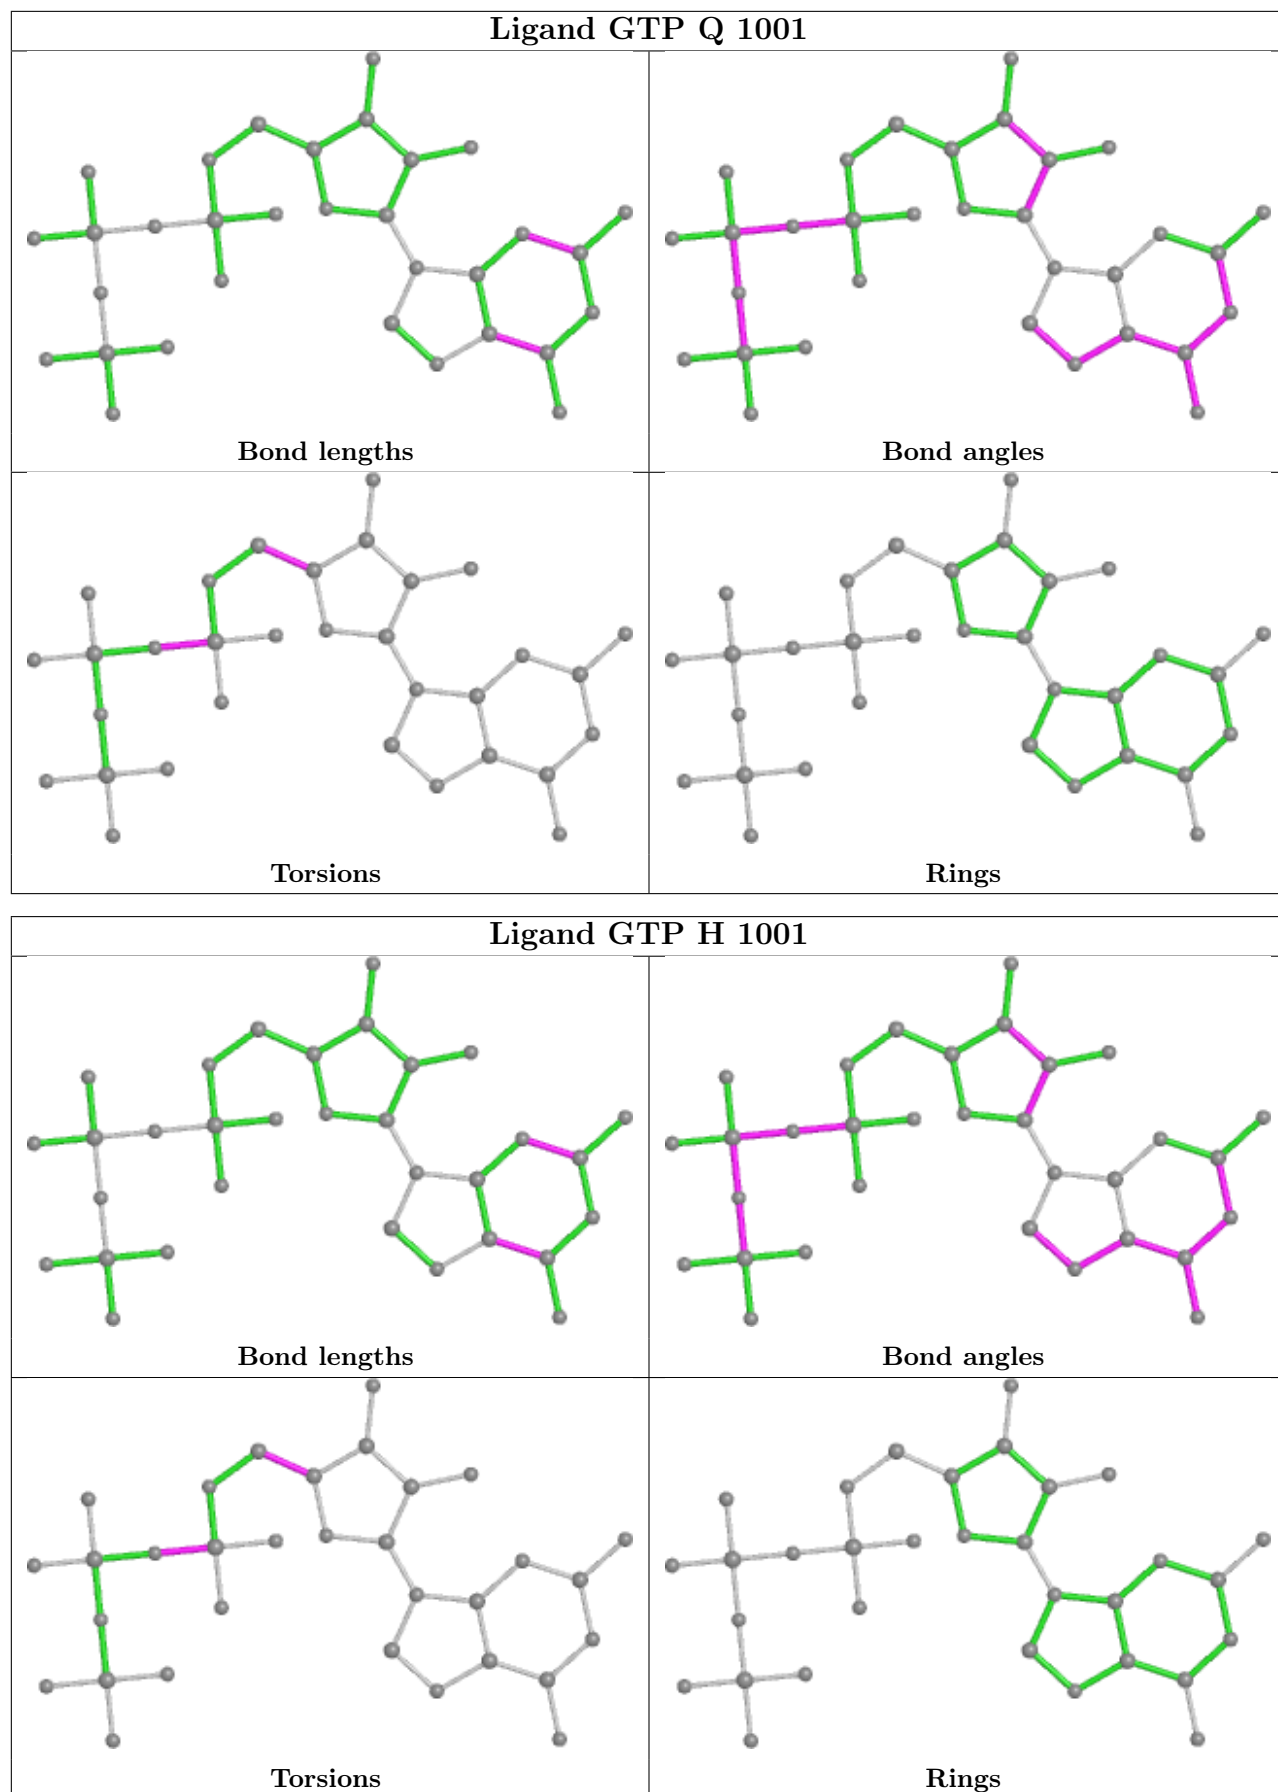 Ligand GTP Q 1001
Bond lengths
Bond angles
Torsions
Rings
Ligand GTP H 1001
Bond lengths
Bond angles
Torsions
Rings